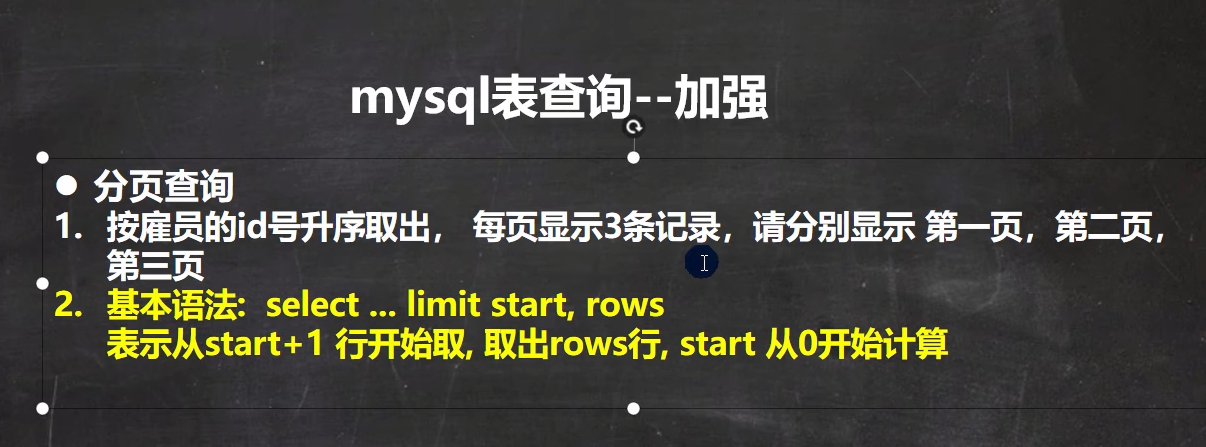 mysql表查询--加强
● 分页查询
1. 按雇员的id号升序取出， 每页显示3条记录，请分别显示 第一页，第二页，
第三页
2. 基本语法：select ... limit start, rows
表示从start+1 行开始取, 取出rows行, start 从0开始计算